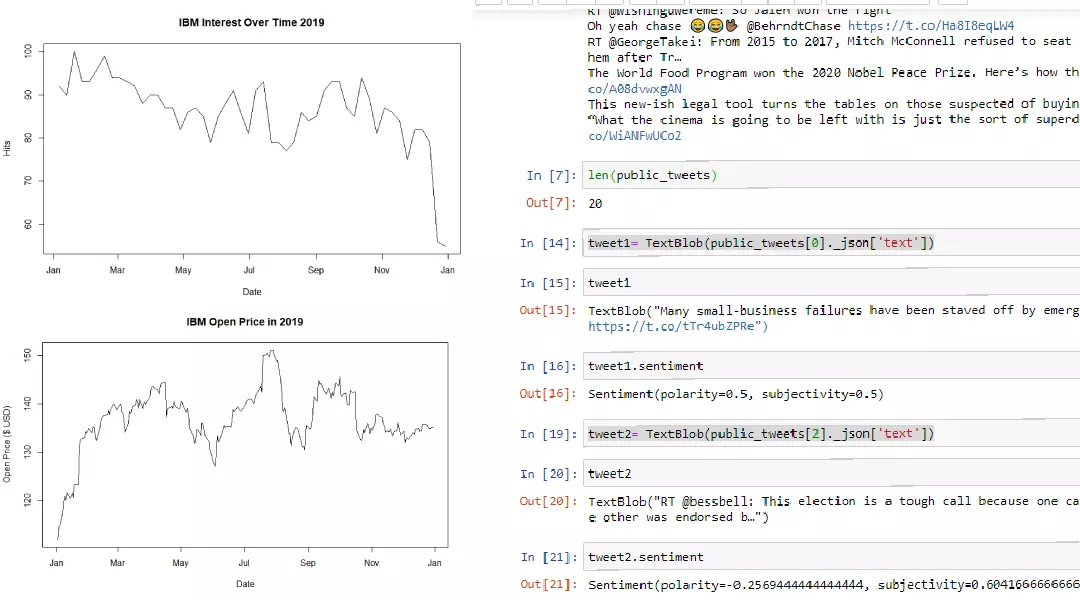 IBM Interest Over Time 2019
100
90
80
70
60
Hits
Jan Mar May Jul Sep Nov Jan
Date
IBM Open Price in 2019
150
140
130
120
Open Price ($ USD)
Jan Mar May Jul Sep Nov Jan
Date
RT @WishingUWereMe: So Jalen won the fight
Oh yeah chase 😂😂 @BehrndtChase https://t.co/Ha8I8eqLW4
RT @GeorgeTakei: From 2015 to 2017, Mitch McConnell refused to seat
hem after Tr…
The World Food Program won the 2020 Nobel Peace Prize. Here’s how th
co/A08dvwxgAN
This new-ish legal tool turns the tables on those suspected of buyin
“What the cinema is going to be left with is just the sort of superd
co/WiANFwUCo2
In [7]: len(public_tweets)
Out[7]: 20
In [14]: tweet1= TextBlob(public_tweets[0]._json['text'])
In [15]: tweet1
Out[15]: TextBlob("Many small-business failures have been staved off by emerg
https://t.co/tTr4ubZPRe")
In [16]: tweet1.sentiment
Out[16]: Sentiment(polarity=0.5, subjectivity=0.5)
In [19]: tweet2= TextBlob(public_tweets[2]._json['text'])
In [20]: tweet2
Out[20]: TextBlob("RT @bessbell: This election is a tough call because one ca
e other was endorsed b…")
In [21]: tweet2.sentiment
Out[21]: Sentiment(polarity=-0.2569444444444444, subjectivity=0.6041666666666